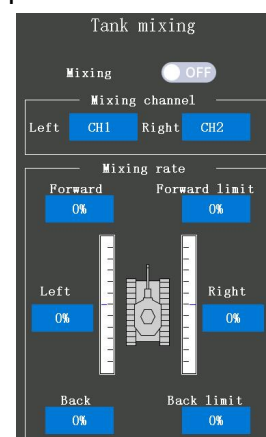 Tank mixing
Mixing OFF
Mixing channel
Left CH1 Right CH2
Mixing rate
Forward Forward limit
0% 0%
Left Right
0% 0%
Back Back limit
0% 0%